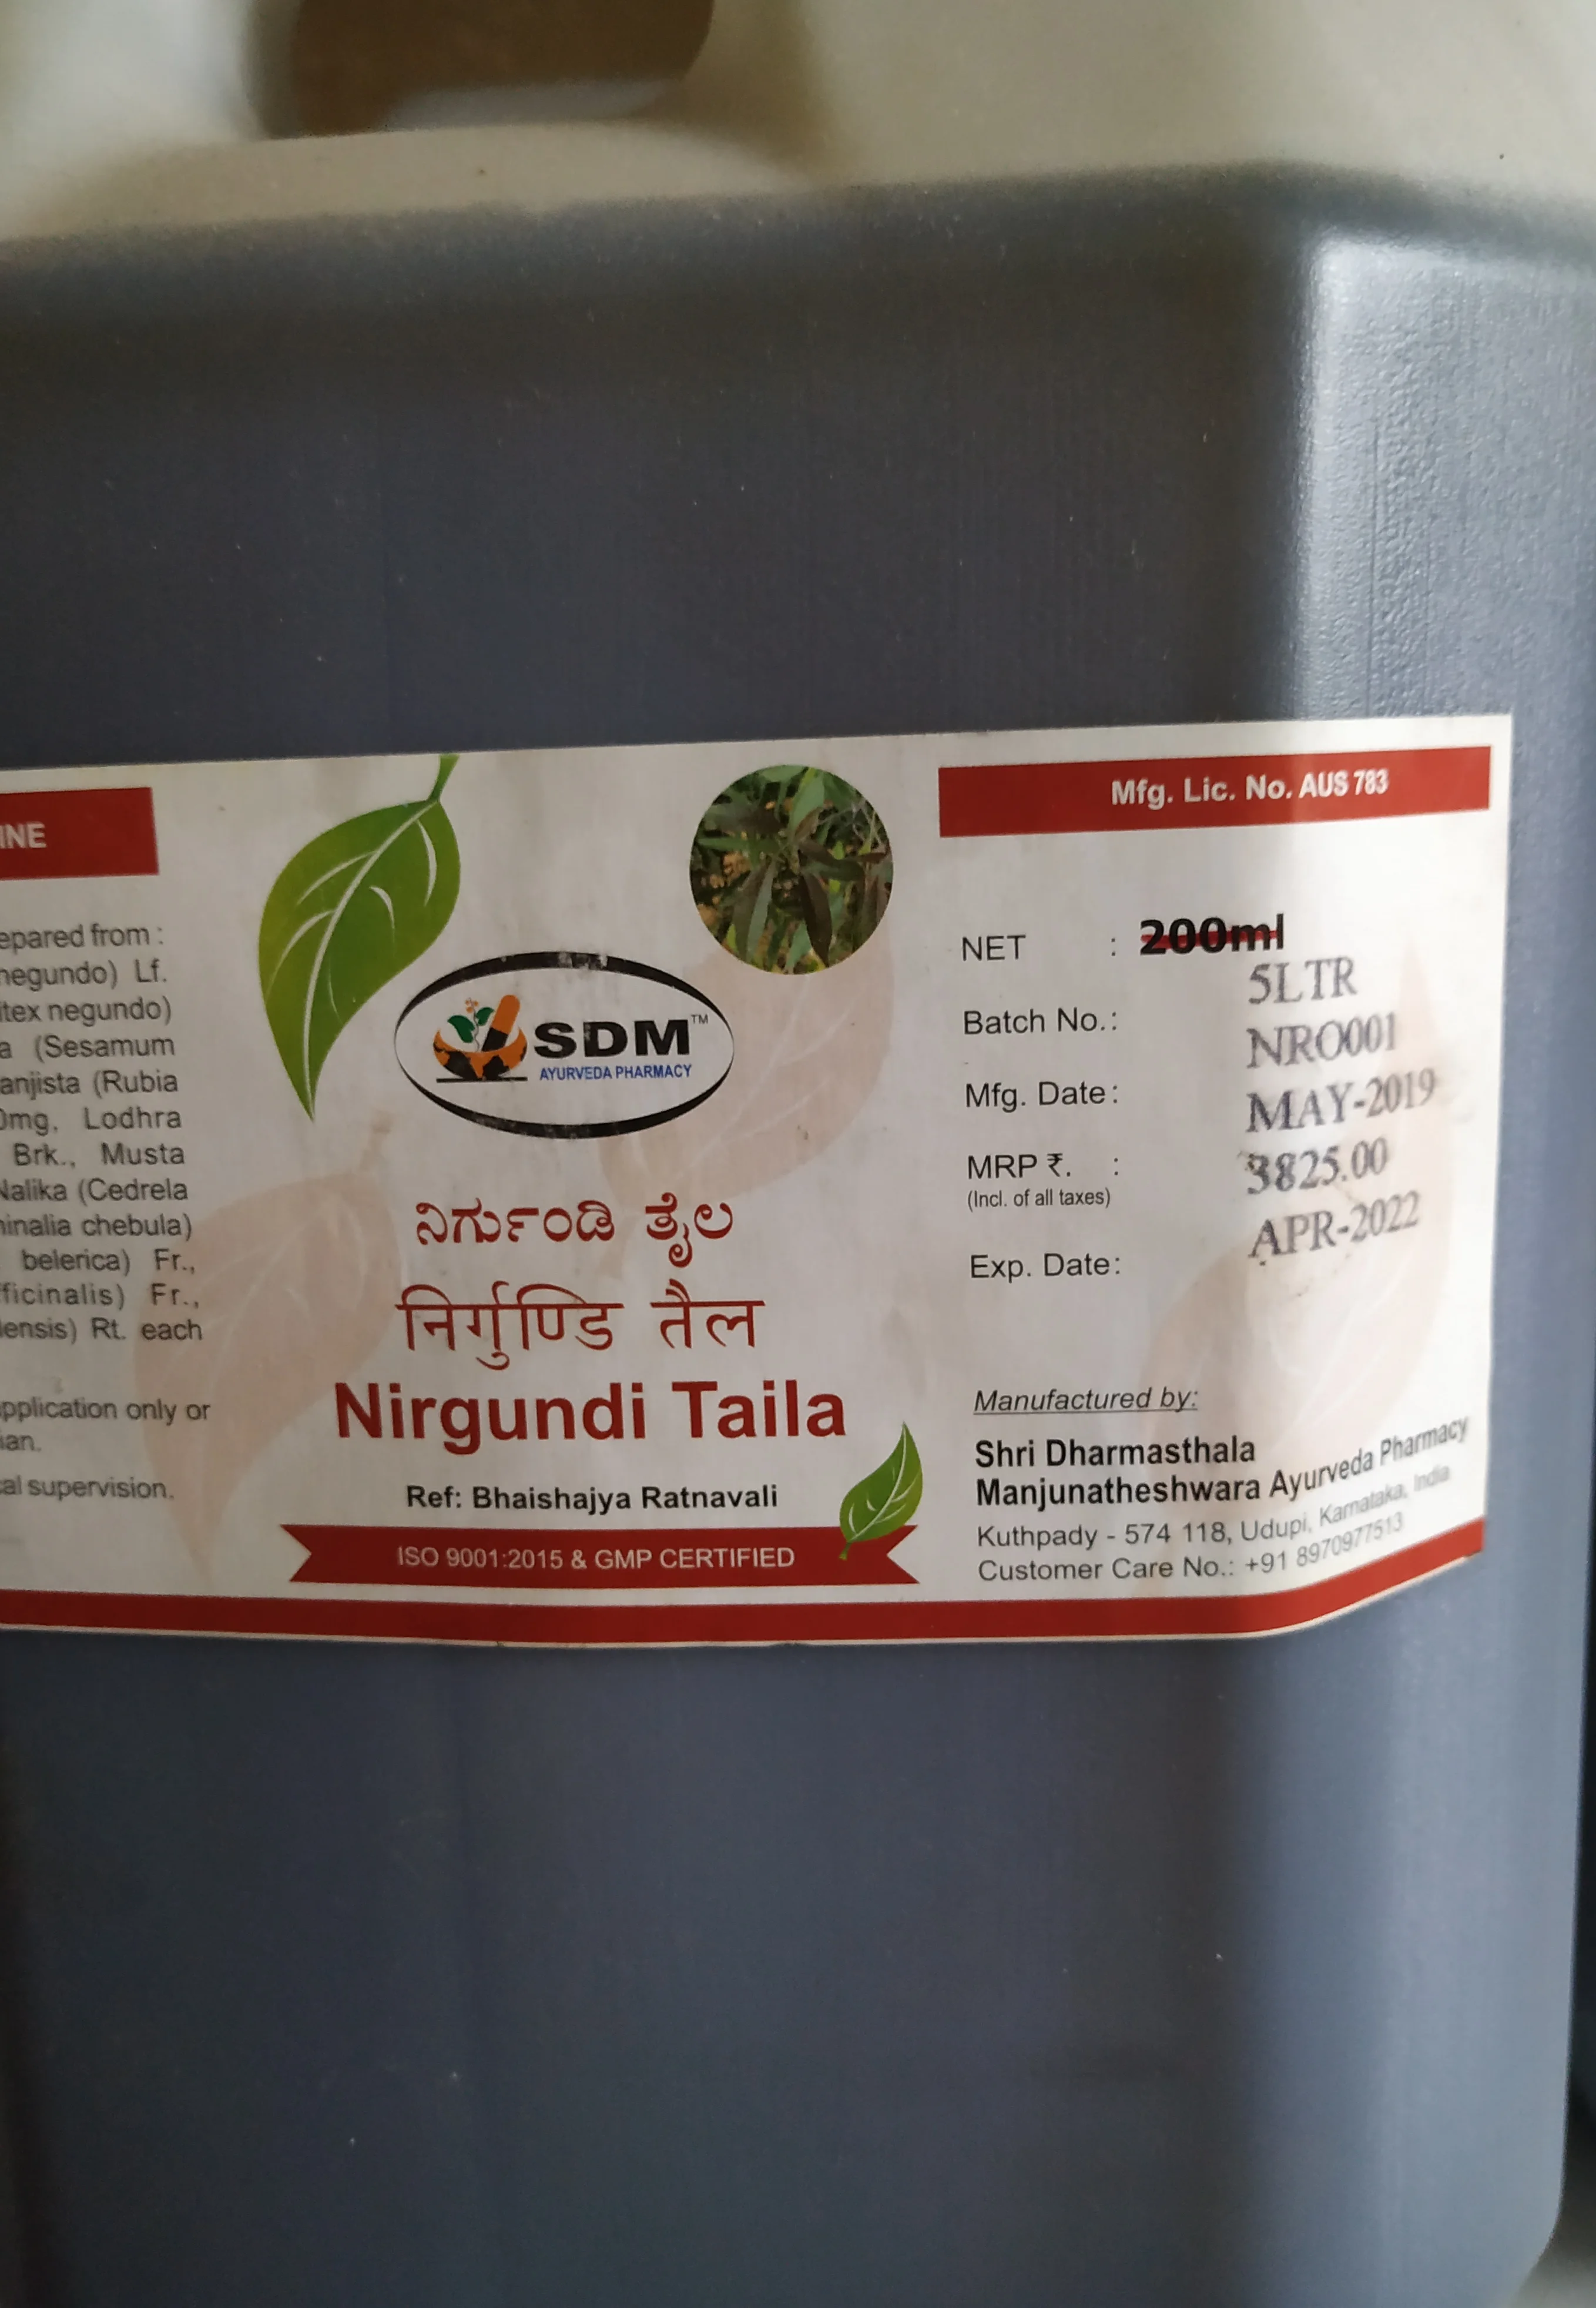 INE
epared from :
negundo) Lf.
itex negundo)
a (Sesamum
anjista (Rubia
0mg, Lodhra
Brk., Musta
Nalika (Cedrela
ninalia chebula)
belerica) Fr.,
fficinalis) Fr.,
lensis) Rt. each
pplication only or
ian.
al supervision.
SDM™
AYURVEDA PHARMACY
ನಿರ್ಗುಂಡಿ ತೈಲ
निर्गुण्डि तैल
Nirgundi Taila
Ref: Bhaishajya Ratnavali
ISO 9001:2015 & GMP CERTIFIED
Mfg. Lic. No. AUS 783
NET : 200ml
5LTR
Batch No.: NRO001
Mfg. Date: MAY-2019
MRP ₹. : 3825.00
(Incl. of all taxes)
Exp. Date: APR-2022
Manufactured by:
Shri Dharmasthala
Manjunatheshwara Ayurveda Pharmacy
Kuthpady - 574 118, Udupi, Karnataka, India
Customer Care No.: +91 8970977513